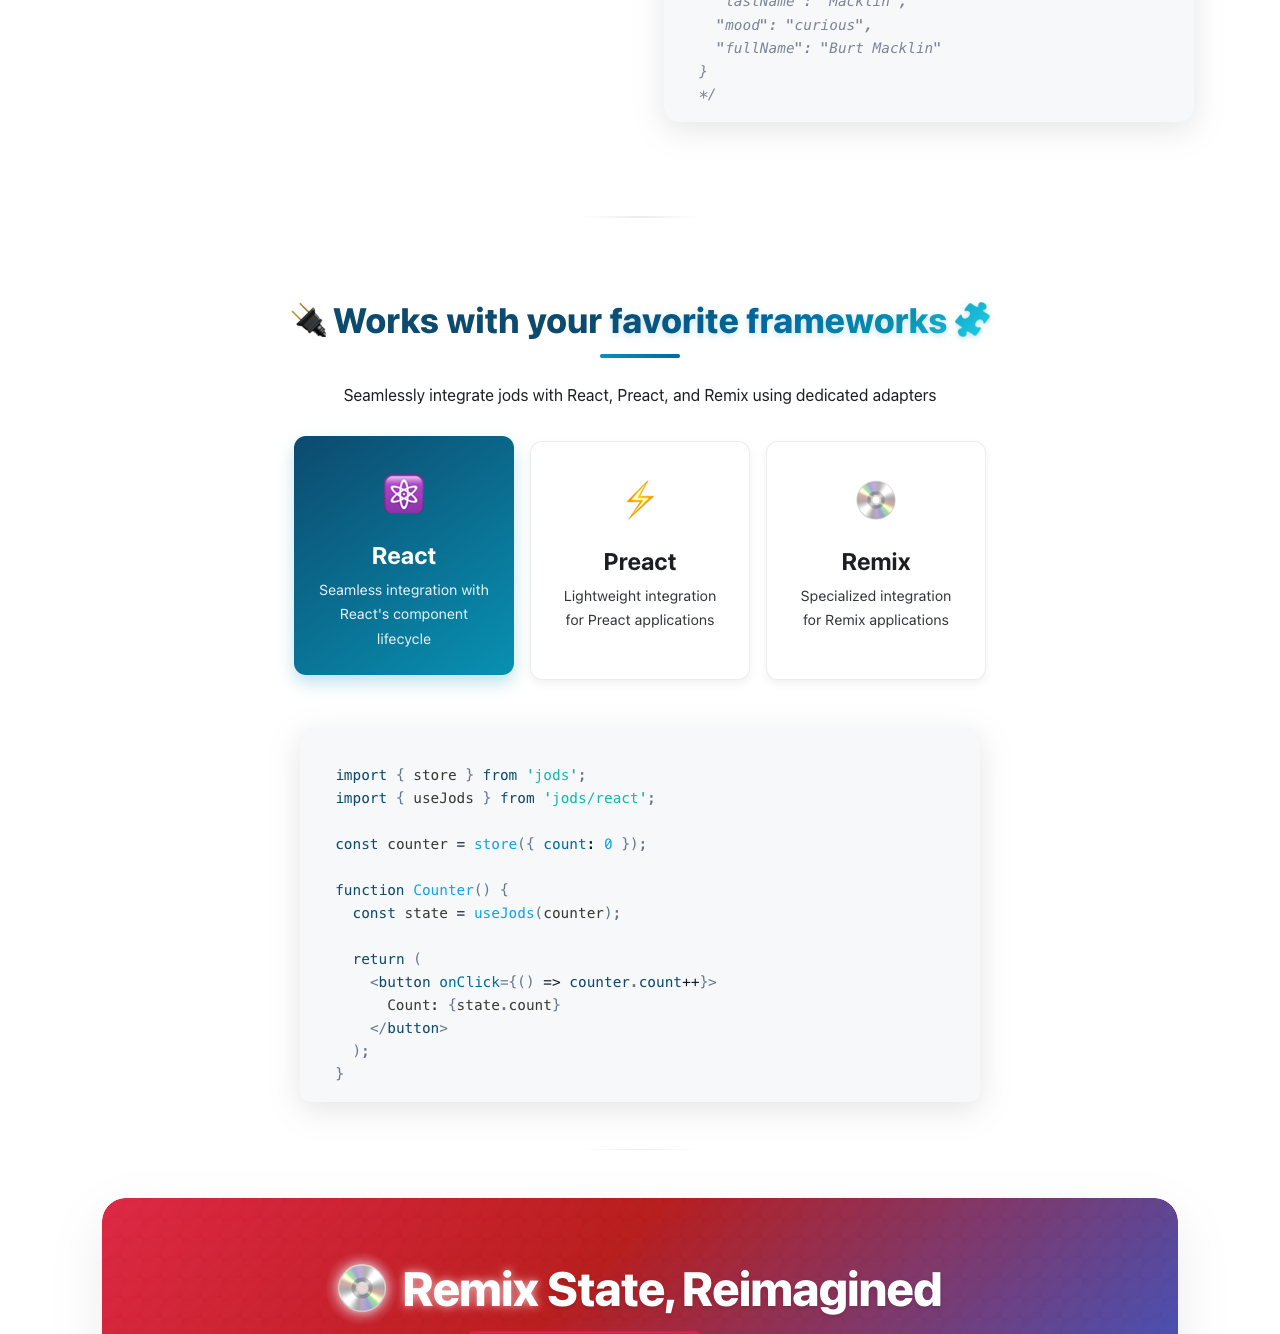 "lastName": "Macklin",
"mood": "curious",
"fullName": "Burt Macklin"
}
*/
Works with your favorite frameworks
Seamlessly integrate jods with React, Preact, and Remix using dedicated adapters
React
Seamless integration with
React's component
lifecycle
Preact
Lightweight integration
for Preact applications
Remix
Specialized integration
for Remix applications
import { store } from 'jods';
import { useJods } from 'jods/react';
const counter = store({ count: 0 });
function Counter() {
const state = useJods(counter);
return (
<button onClick={() => counter.count++}>
Count: {state.count}
</button>
);
}
Remix State, Reimagined